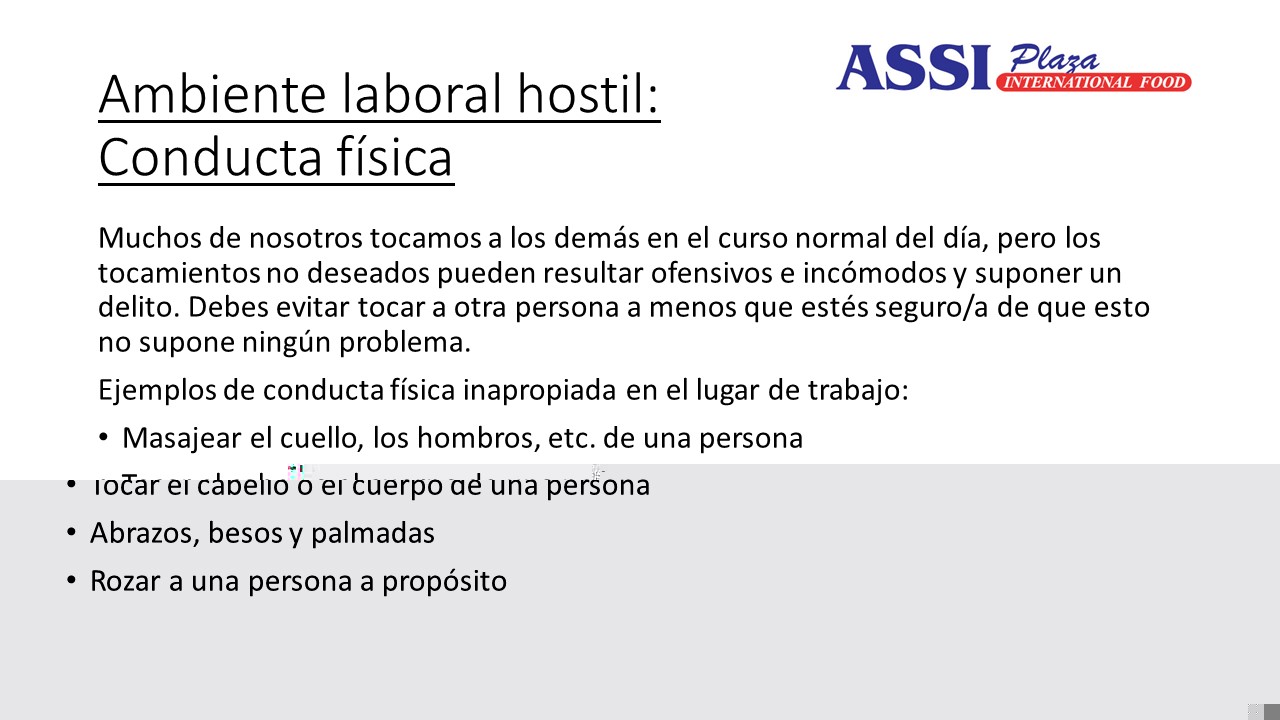 ASSI Plaza
INTERNATIONAL FOOD
Ambiente laboral hostil:
Conducta física
Muchos de nosotros tocamos a los demás en el curso normal del día, pero los
tocamientos no deseados pueden resultar ofensivos e incómodos y suponer un
delito. Debes evitar tocar a otra persona a menos que estés seguro/a de que esto
no supone ningún problema.
Ejemplos de conducta física inapropiada en el lugar de trabajo:
• Masajear el cuello, los hombros, etc. de una persona
• Tocar el cabello o el cuerpo de una persona
• Abrazos, besos y palmadas
• Rozar a una persona a propósito